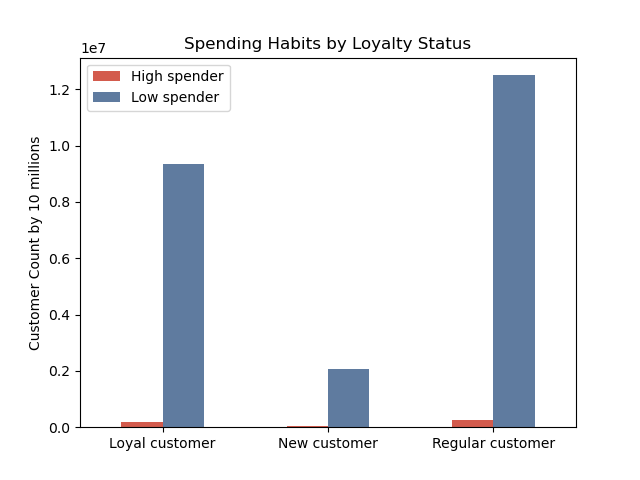 Spending Habits by Loyalty Status
1e7
High spender
Low spender
Customer Count by 10 millions
1.2
1.0
0.8
0.6
0.4
0.2
0.0
Loyal customer New customer Regular customer